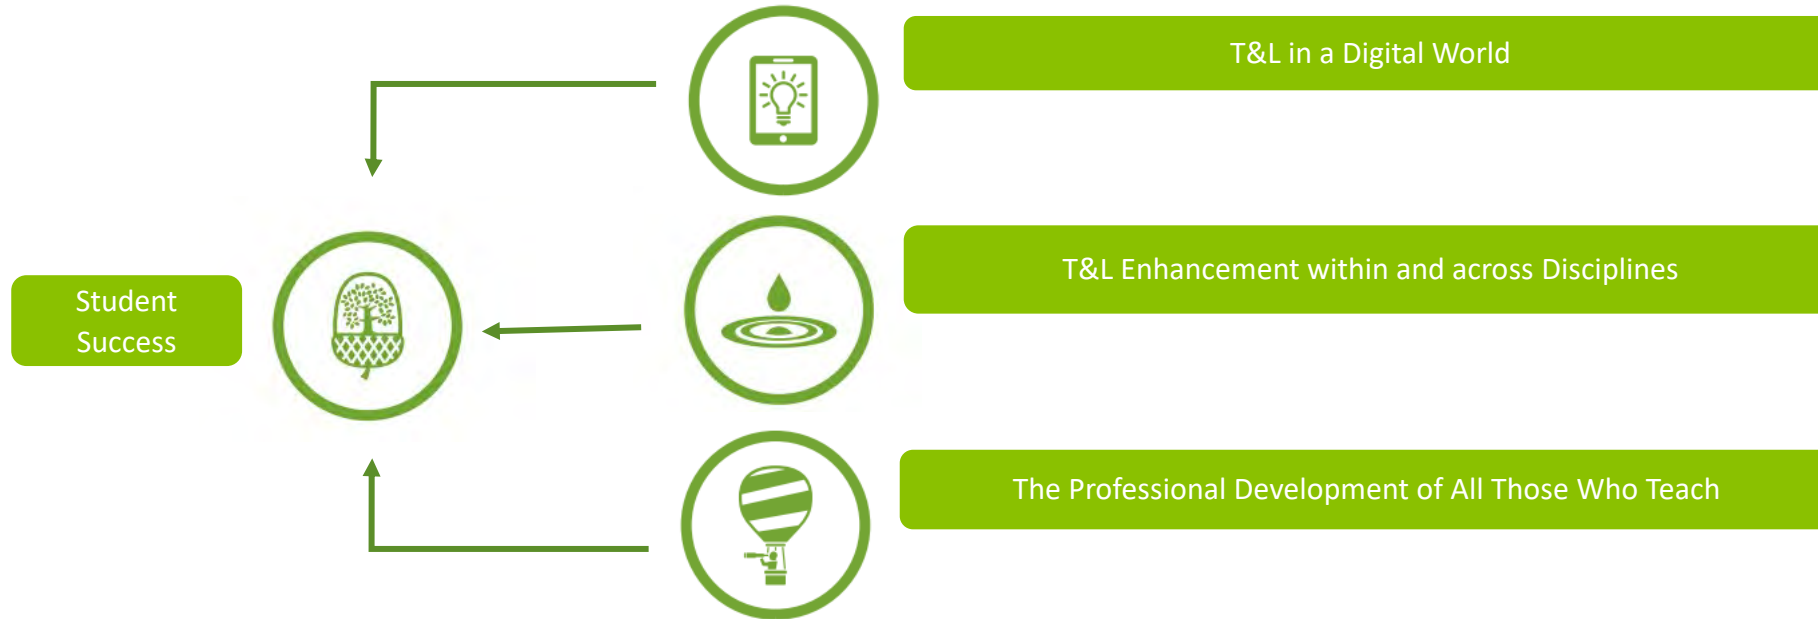 T&L in a Digital World
T&L Enhancement within and across Disciplines
Student
Success
The Professional Development of All Those Who Teach